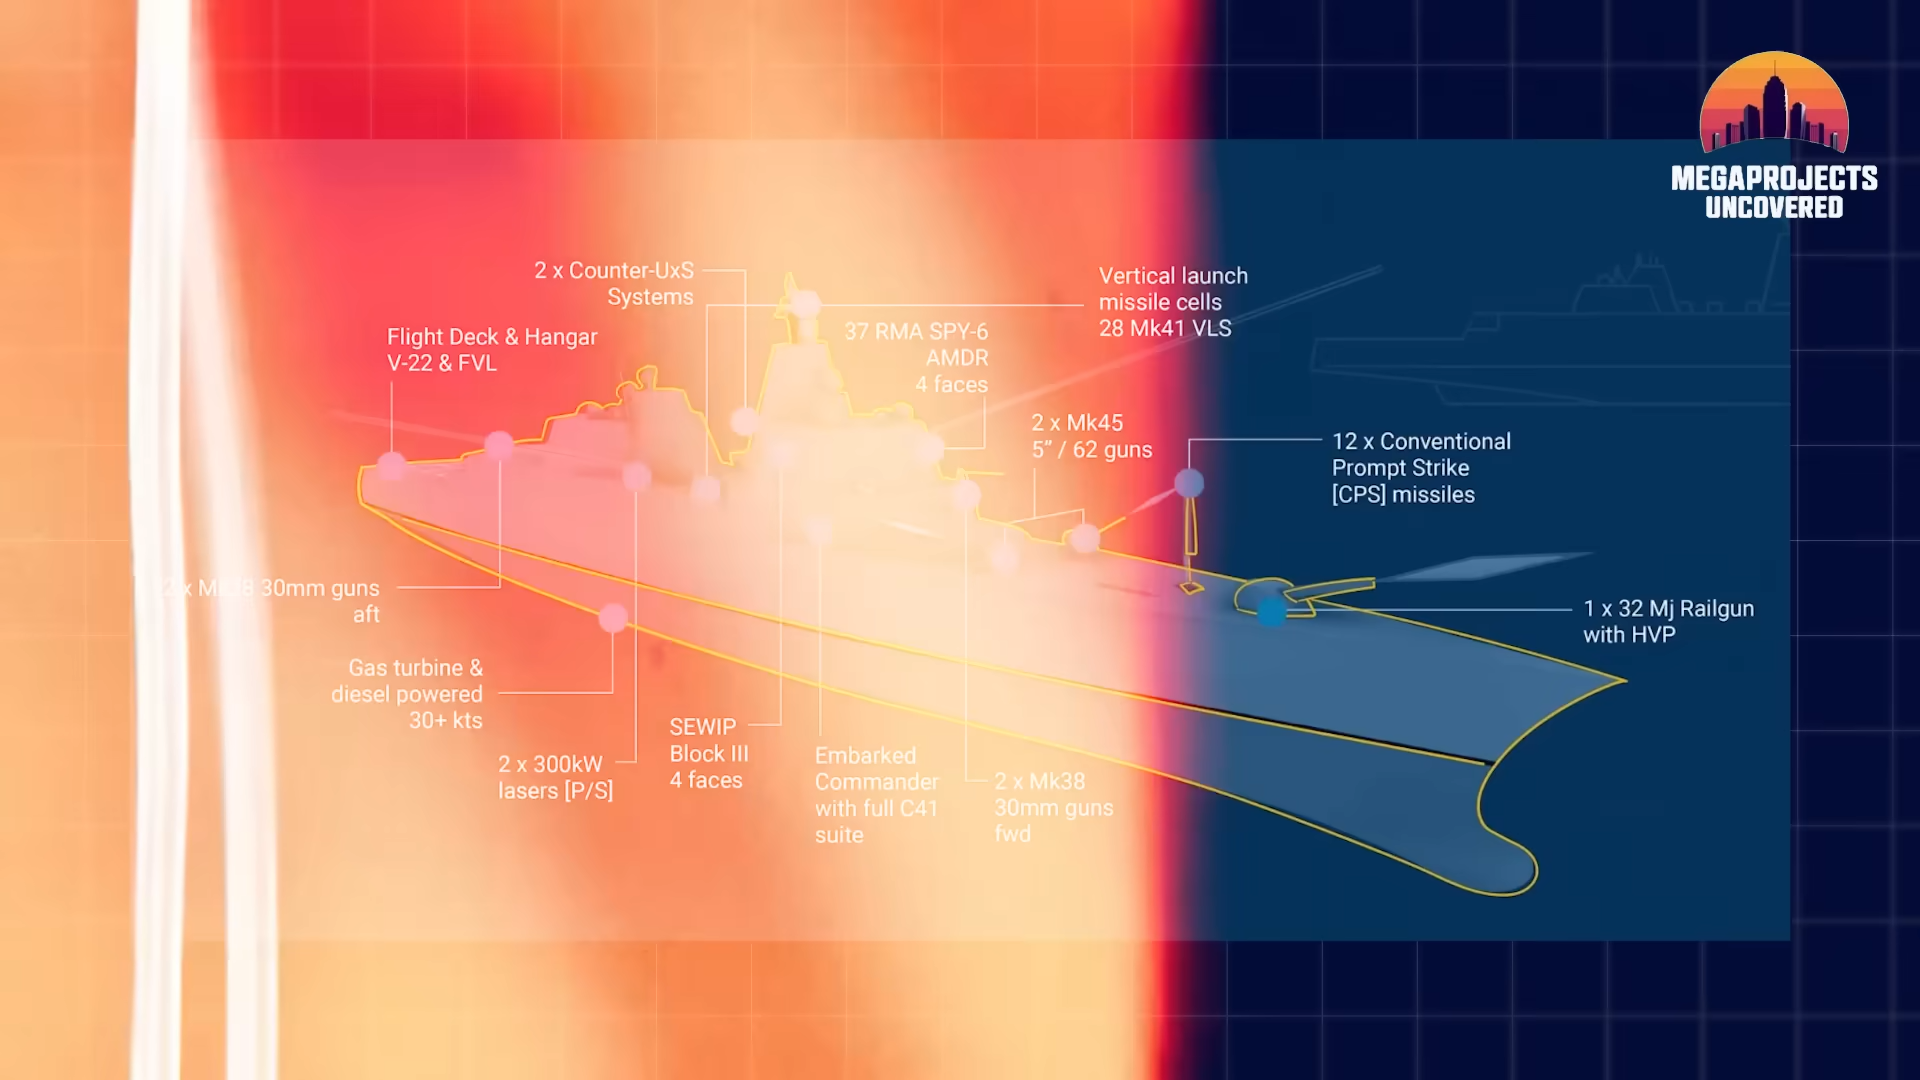 MEGAPROJECTS
UNCOVERED
2 x Counter-UxS
Systems
Vertical launch
missile cells
28 Mk41 VLS
37 RMA SPY-6
AMDR
4 faces
Flight Deck & Hangar
V-22 & FVL
2 x Mk45
5” / 62 guns
12 x Conventional
Prompt Strike
[CPS] missiles
2 x Mk38 30mm guns
aft
1 x 32 Mj Railgun
with HVP
Gas turbine &
diesel powered
30+ kts
2 x 300kW
lasers [P/S]
SEWIP
Block III
4 faces
Embarked
Commander
with full C41
suite
2 x Mk38
30mm guns
fwd